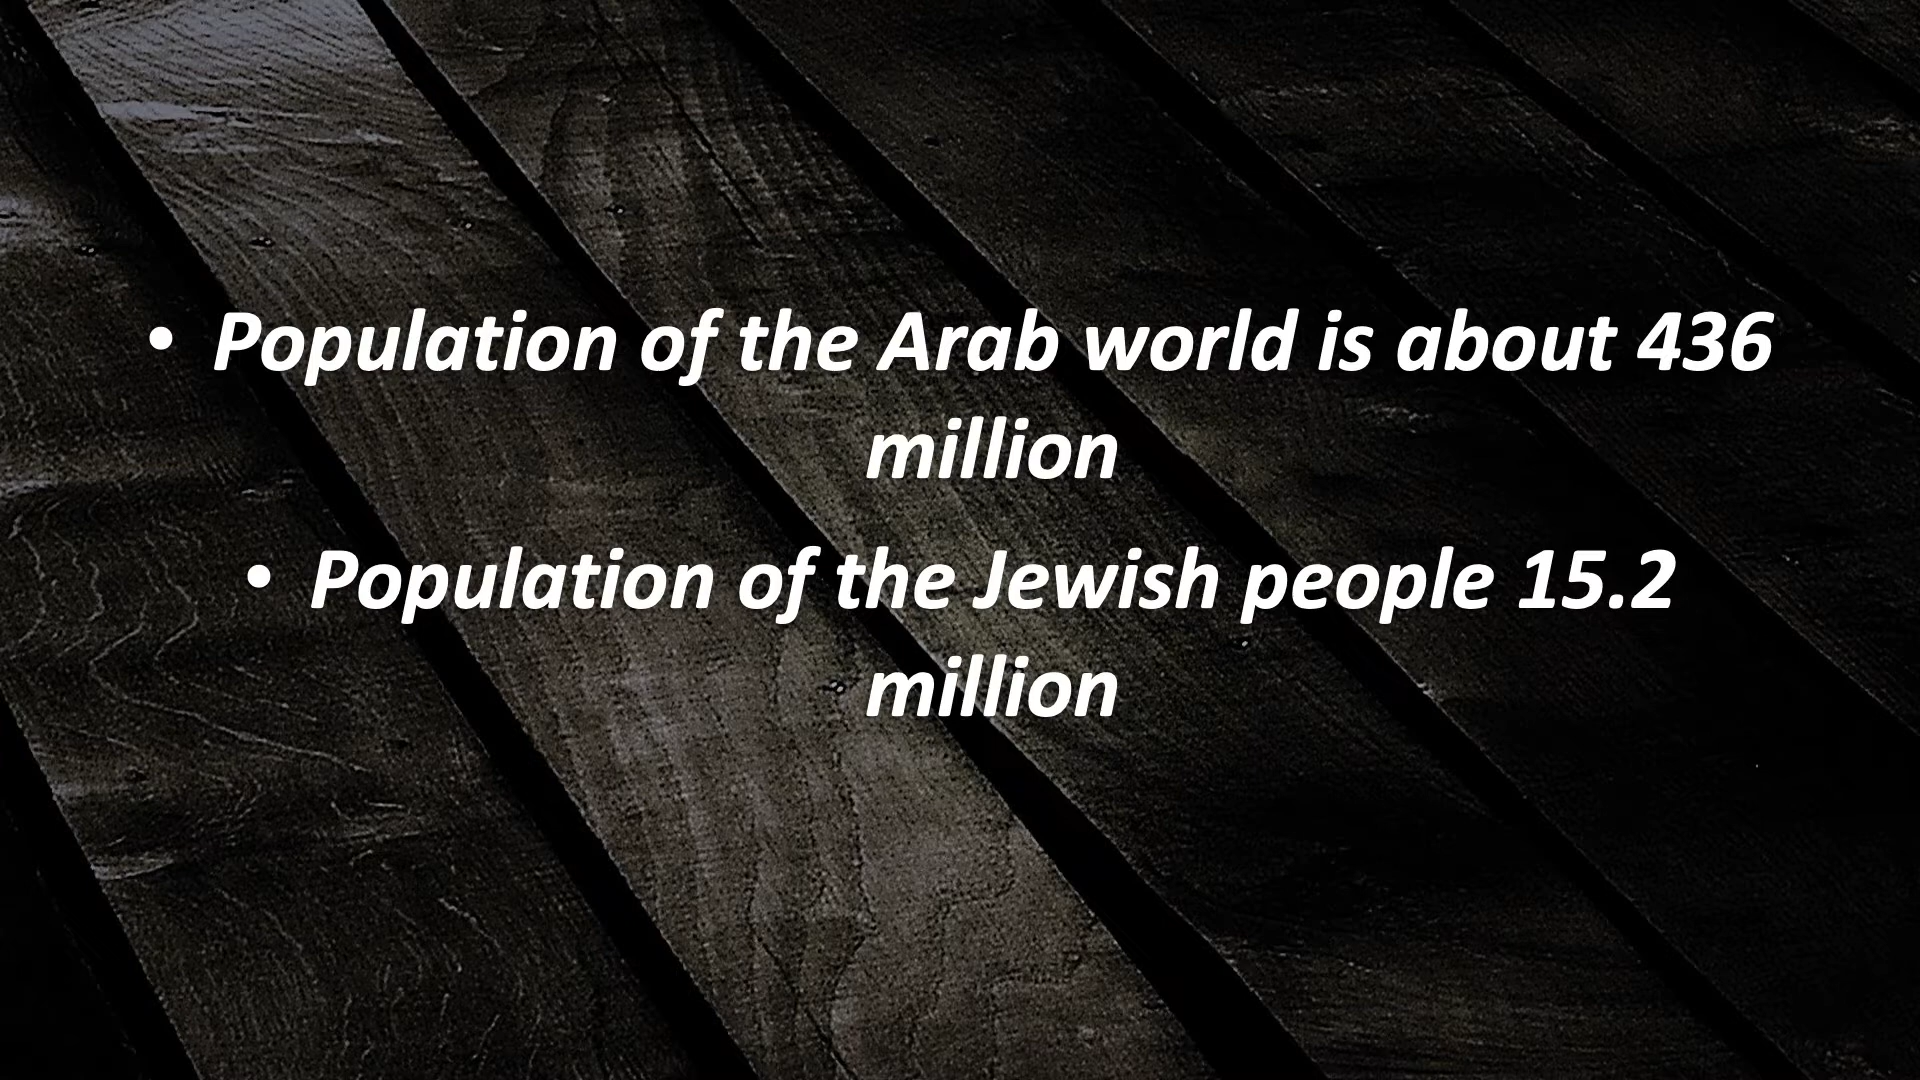 • Population of the Arab world is about 436
million
• Population of the Jewish people 15.2
million